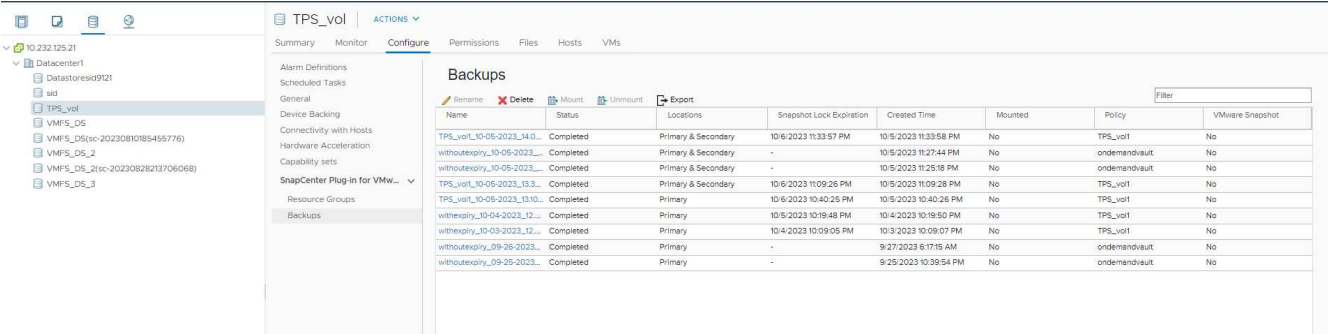 TPS_vol ACTIONS
Summary Monitor Configure Permissions Files Hosts VMs
10.232.125.21
Datacenter1
Datastoresid9121
sid
TPS_vol
VMFS_DS
VMFS_DS(sc-20230810185455776)
VMFS_DS_2
VMFS_DS_2(sc-20230828213706068)
VMFS_DS_3
Alarm Definitions
Scheduled Tasks
General
Device Backing
Connectivity with Hosts
Hardware Acceleration
Capability sets
SnapCenter Plug-in for VMw...
Resource Groups
Backups
Backups
Rename Delete Mount Unmount Export Filter
Name Status Locations Snapshot Lock Expiration Created Time Mounted Policy VMware Snapshot
TPS_vol1_10-05-2023_14.0... Completed Primary & Secondary 10/6/2023 11:33:57 PM 10/5/2023 11:33:58 PM No TPS_vol1 No
withoutexpiry_10-05-2023_... Completed Primary & Secondary - 10/5/2023 11:27:44 PM No ondemandvault No
withoutexpiry_10-05-2023_... Completed Primary & Secondary - 10/5/2023 11:25:18 PM No ondemandvault No
TPS_vol1_10-05-2023_13.3... Completed Primary & Secondary 10/6/2023 11:09:26 PM 10/5/2023 11:09:28 PM No TPS_vol1 No
TPS_vol1_10-05-2023_13.10... Completed Primary 10/6/2023 10:40:25 PM 10/5/2023 10:40:26 PM No TPS_vol1 No
withexpiry_10-04-2023_12.... Completed Primary 10/5/2023 10:19:48 PM 10/4/2023 10:19:50 PM No TPS_vol1 No
withexpiry_10-03-2023_12.... Completed Primary 10/4/2023 10:09:05 PM 10/3/2023 10:09:07 PM No TPS_vol1 No
withoutexpiry_09-26-2023... Completed Primary - 9/27/2023 6:17:15 AM No ondemandvault No
withoutexpiry_09-25-2023... Completed Primary - 9/25/2023 10:39:54 PM No ondemandvault No